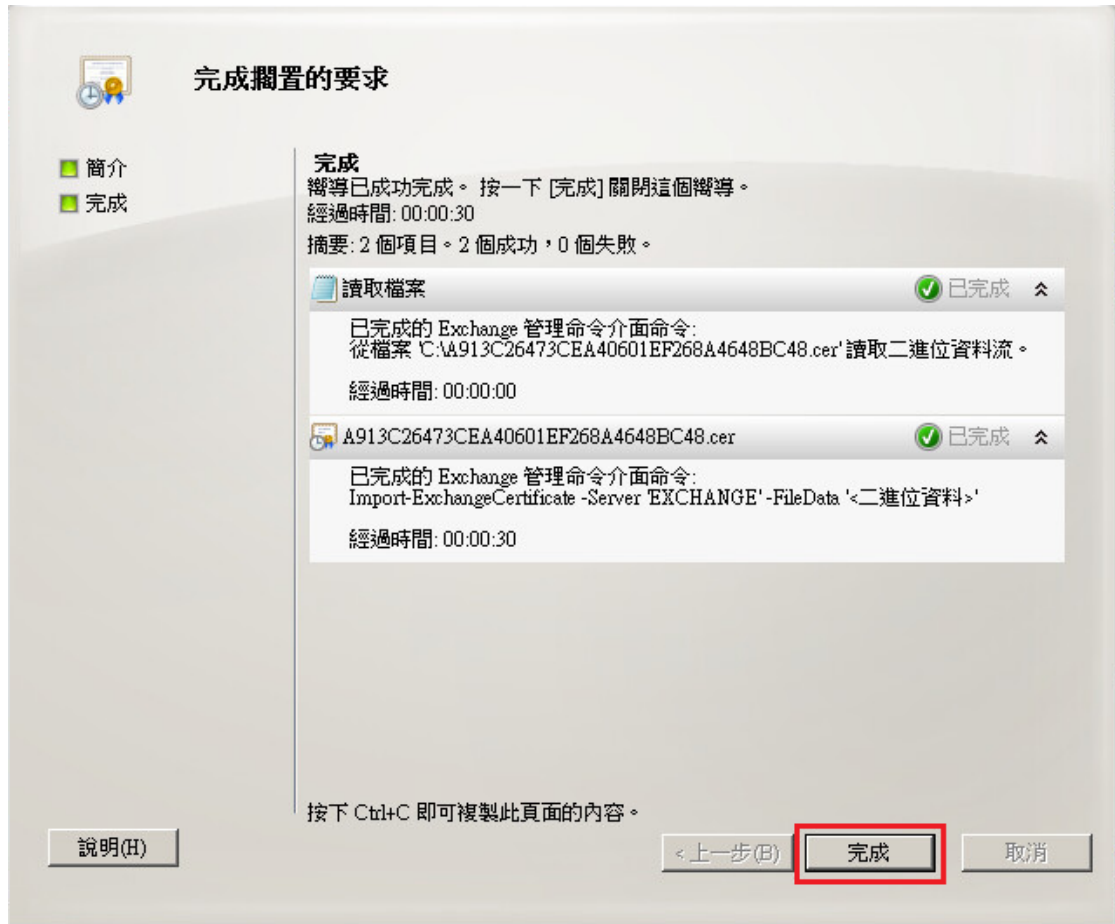 完成擱置的要求
簡介
完成
完成
嚮導已成功完成。 按一下 [完成] 關閉這個嚮導。
經過時間: 00:00:30
摘要: 2 個項目。2 個成功，0 個失敗。
讀取檔案
已完成
已完成的 Exchange 管理命令介面命令:
從檔案 'C:\A913C26473CEA40601EF268A4648BC48.cer' 讀取二進位資料流。
經過時間: 00:00:00
A913C26473CEA40601EF268A4648BC48.cer
已完成
已完成的 Exchange 管理命令介面命令:
Import-ExchangeCertificate -Server 'EXCHANGE' -FileData '<二進位資料>'
經過時間: 00:00:30
按下 Ctrl+C 即可複製此頁面的內容。
說明(H)
< 上一步(B)
完成
取消